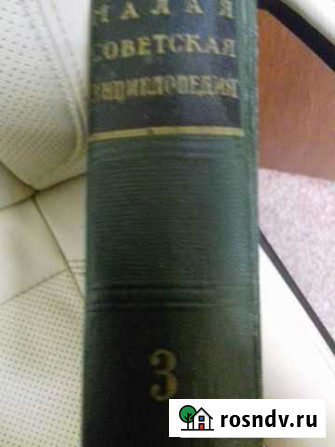 МАЛАЯ
СОВЕТСКАЯ
ЭНЦИКЛОПЕДИЯ
3
rosndv.ru